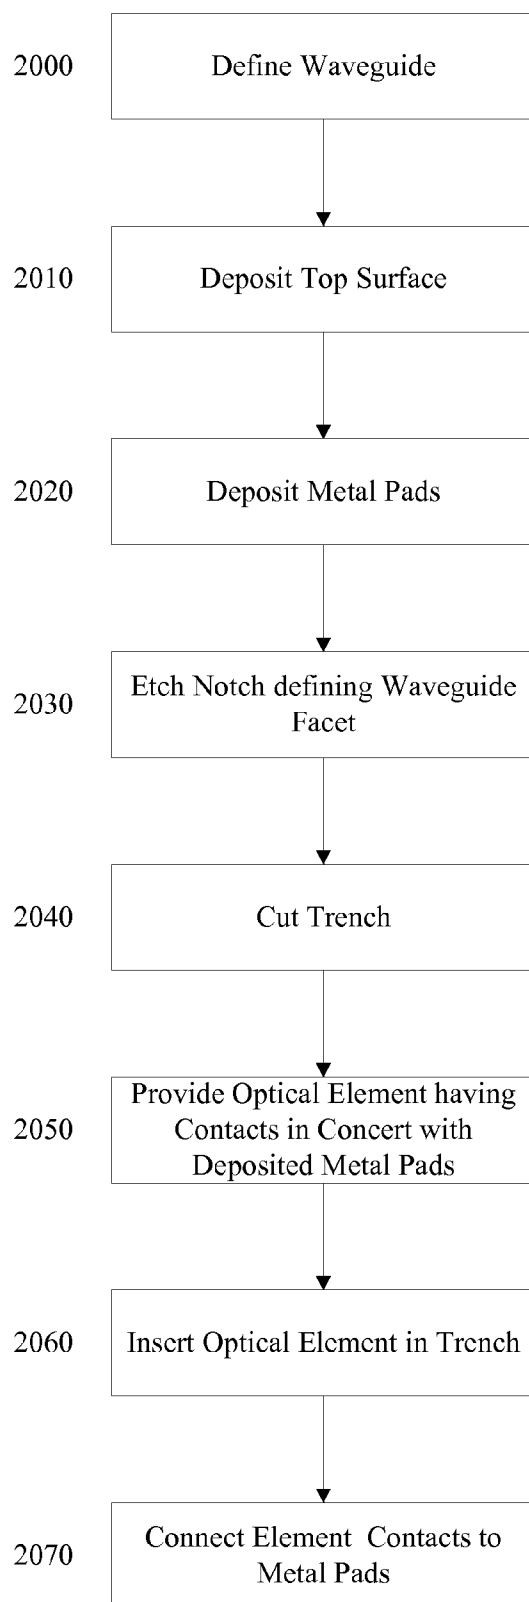 2000
Define Waveguide
2010
Deposit Top Surface
2020
Deposit Metal Pads
2030
Etch Notch defining Waveguide
Facet
2040
Cut Trench
2050
Provide Optical Element having
Contacts in Concert with
Deposited Metal Pads
2060
Insert Optical Element in Trench
2070
Connect Element Contacts to
Metal Pads